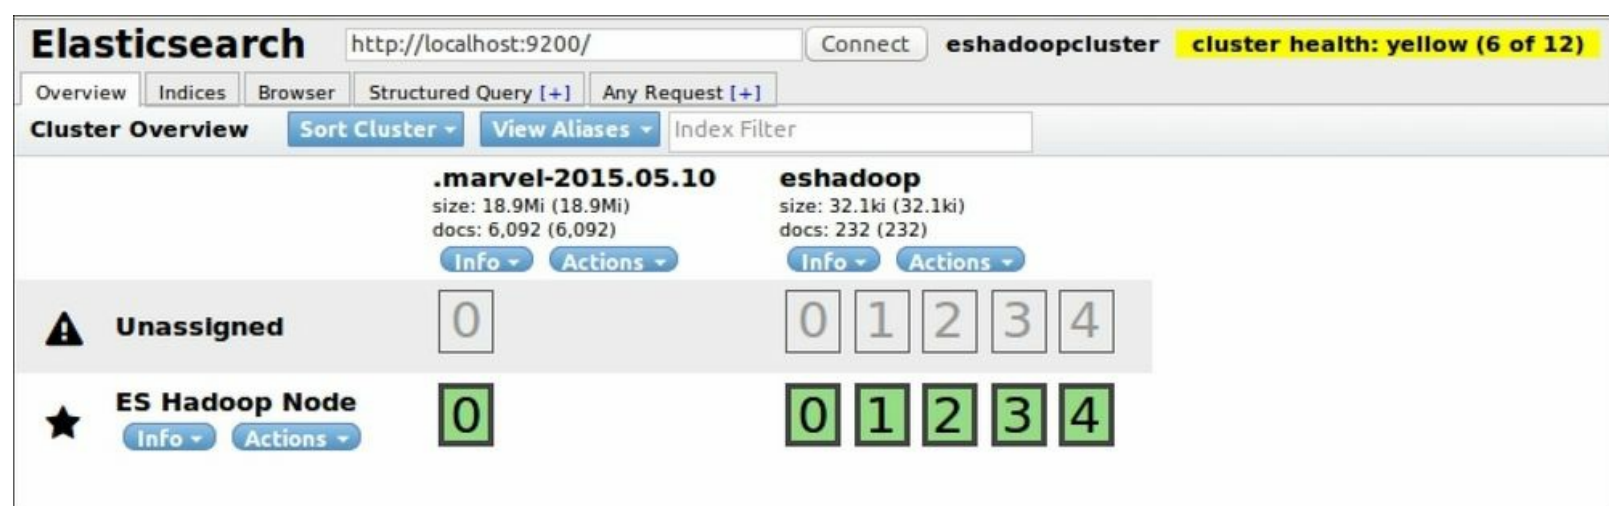 Elasticsearch http://localhost:9200/ Connect eshadoopcluster cluster health: yellow (6 of 12)
Overview Indices Browser Structured Query [+] Any Request [+]
Cluster Overview Sort Cluster View Aliases Index Filter
.marvel-2015.05.10 eshadoop
size: 18.9Mi (18.9Mi) size: 32.1ki (32.1ki)
docs: 6,092 (6,092) docs: 232 (232)
Info Actions Info Actions
Unassigned 0 0 1 2 3 4
ES Hadoop Node 0 0 1 2 3 4
Info Actions